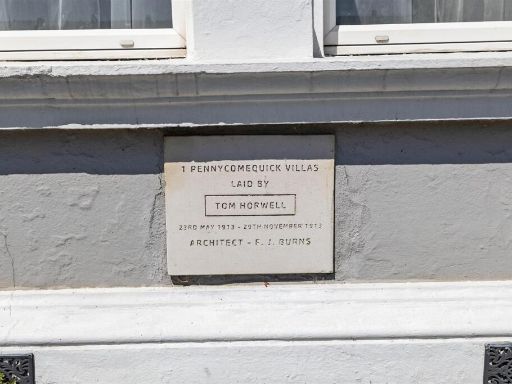 1 PENNYCOMEQUICK VILLAS
LAID BY
TOM HORWELL
23RD MAY 1913 - 29TH NOVEMBER 1913
ARCHITECT - F. J. BURNS